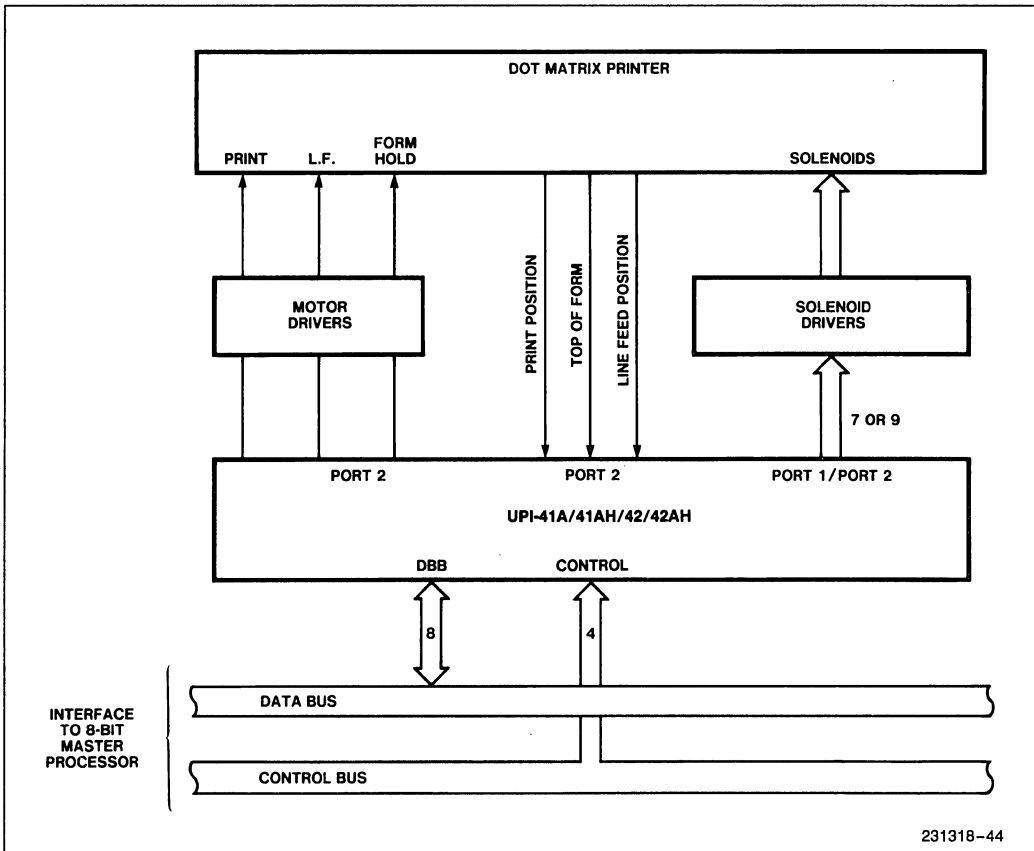 DOT MATRIX PRINTER
PRINT
L.F.
FORM
HOLD
SOLENOIDS
MOTOR
DRIVERS
PRINT POSITION
TOP OF FORM
LINE FEED POSITION
SOLENOID
DRIVERS
7 OR 9
PORT 2
PORT 2
PORT 1/PORT 2
UPI-41A/41AH/42/42AH
DBB
CONTROL
8
4
INTERFACE
TO 8-BIT
MASTER
PROCESSOR
DATA BUS
CONTROL BUS
231318-44